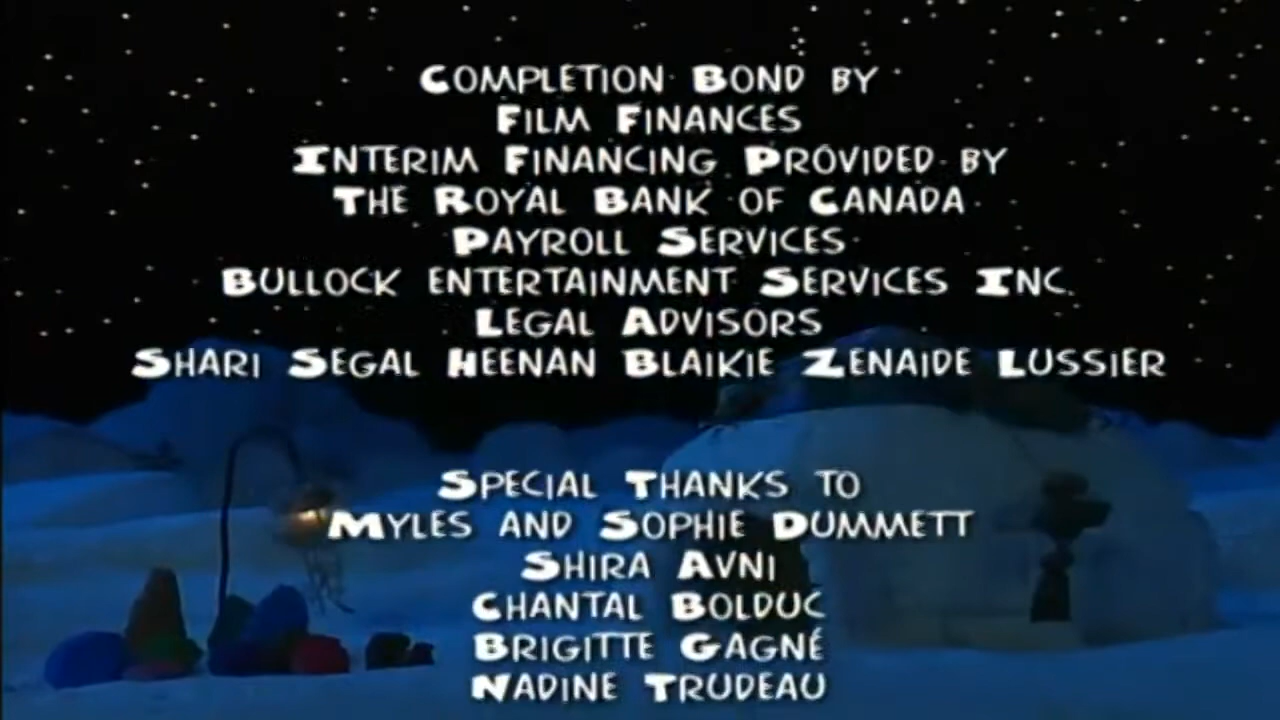 Completion Bond by
Film Finances
Interim Financing Provided by
The Royal Bank of Canada
Payroll Services
Bullock entertainment Services Inc.
Legal Advisors
Shari Segal Heenan Blaikie Zenaide Lussier
Special Thanks to
Myles and Sophie Dummett
Shira Avni
Chantal Bolduc
Brigitte Gagné
Nadine Trudeau